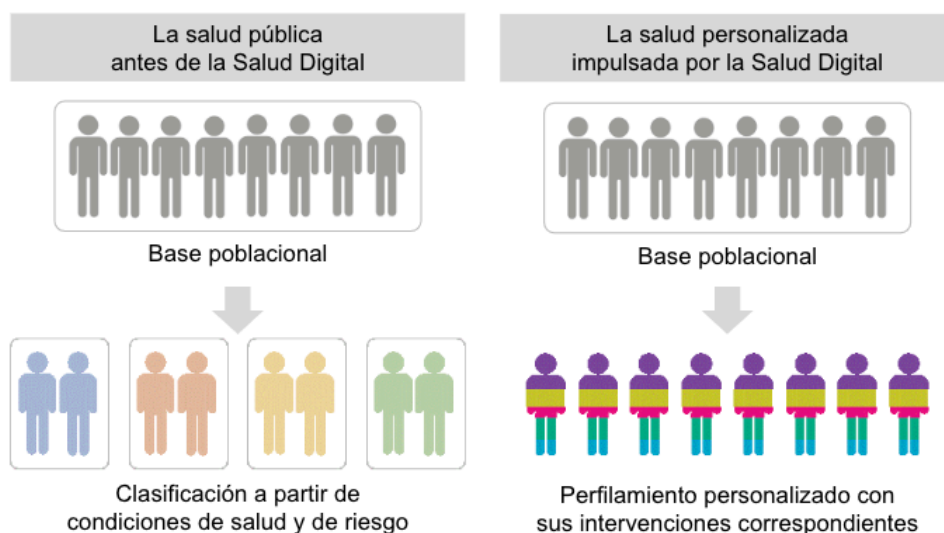 La salud pública
antes de la Salud Digital
Base poblacional
Clasificación a partir de
condiciones de salud y de riesgo
La salud personalizada
impulsada por la Salud Digital
Base poblacional
Perfilamiento personalizado con
sus intervenciones correspondientes